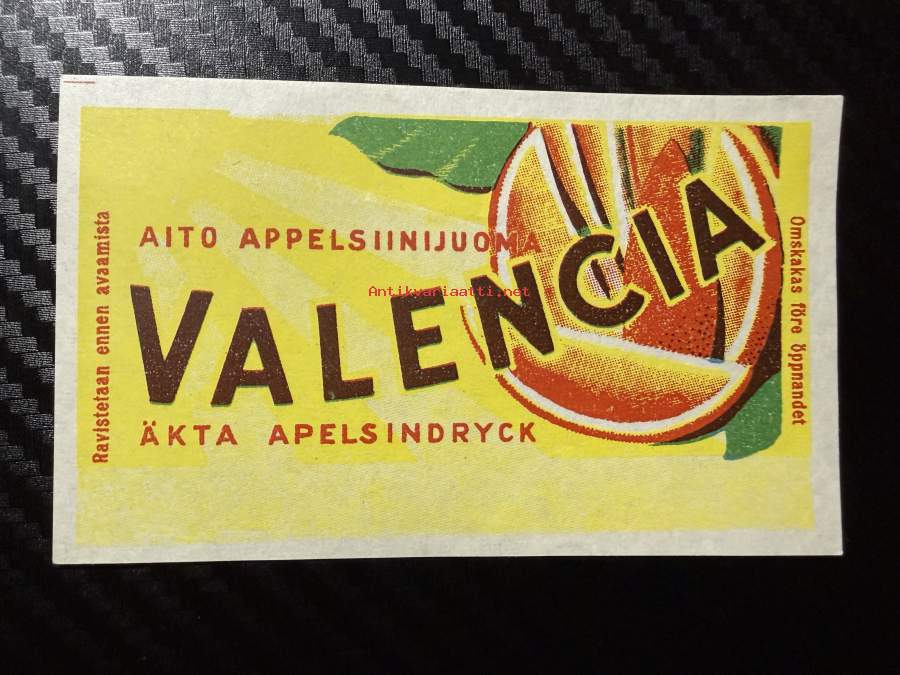 Ravistetaan ennen avaamista
AITO APPELSIINIJUOMA
Antikvariaatti.net
VALENCIA
ÄKTA APELSINDRYCK
Omskakas före öppnandet